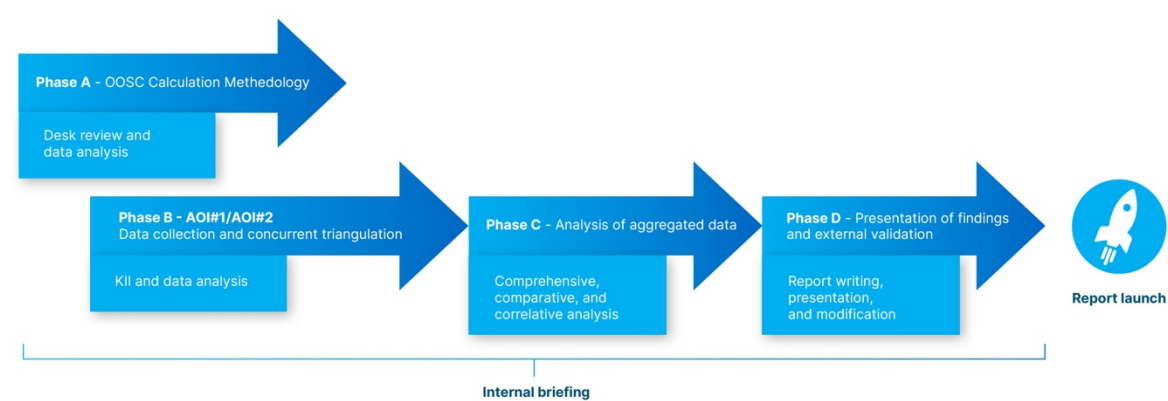 Phase A - OOSC Calculation Methedology
Desk review and
data analysis
Phase B - AOI#1/AOI#2
Data collection and concurrent triangulation
KII and data analysis
Phase C - Analysis of aggregated data
Comprehensive,
comparative, and
correlative analysis
Phase D - Presentation of findings
and external validation
Report writing,
presentation,
and modification
Report launch
Internal briefing